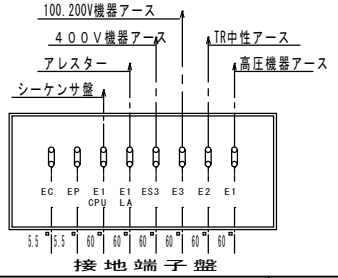 100.200V機器アース
400V機器アース
TR中性アース
アレスター
高圧機器アース
シーケンサ盤
EC EP E1 E1 ES3 E3 E2 E1
CPU LA
5.5° 5.5° 60° 60° 60° 60° 60° 60°
接地端子盤